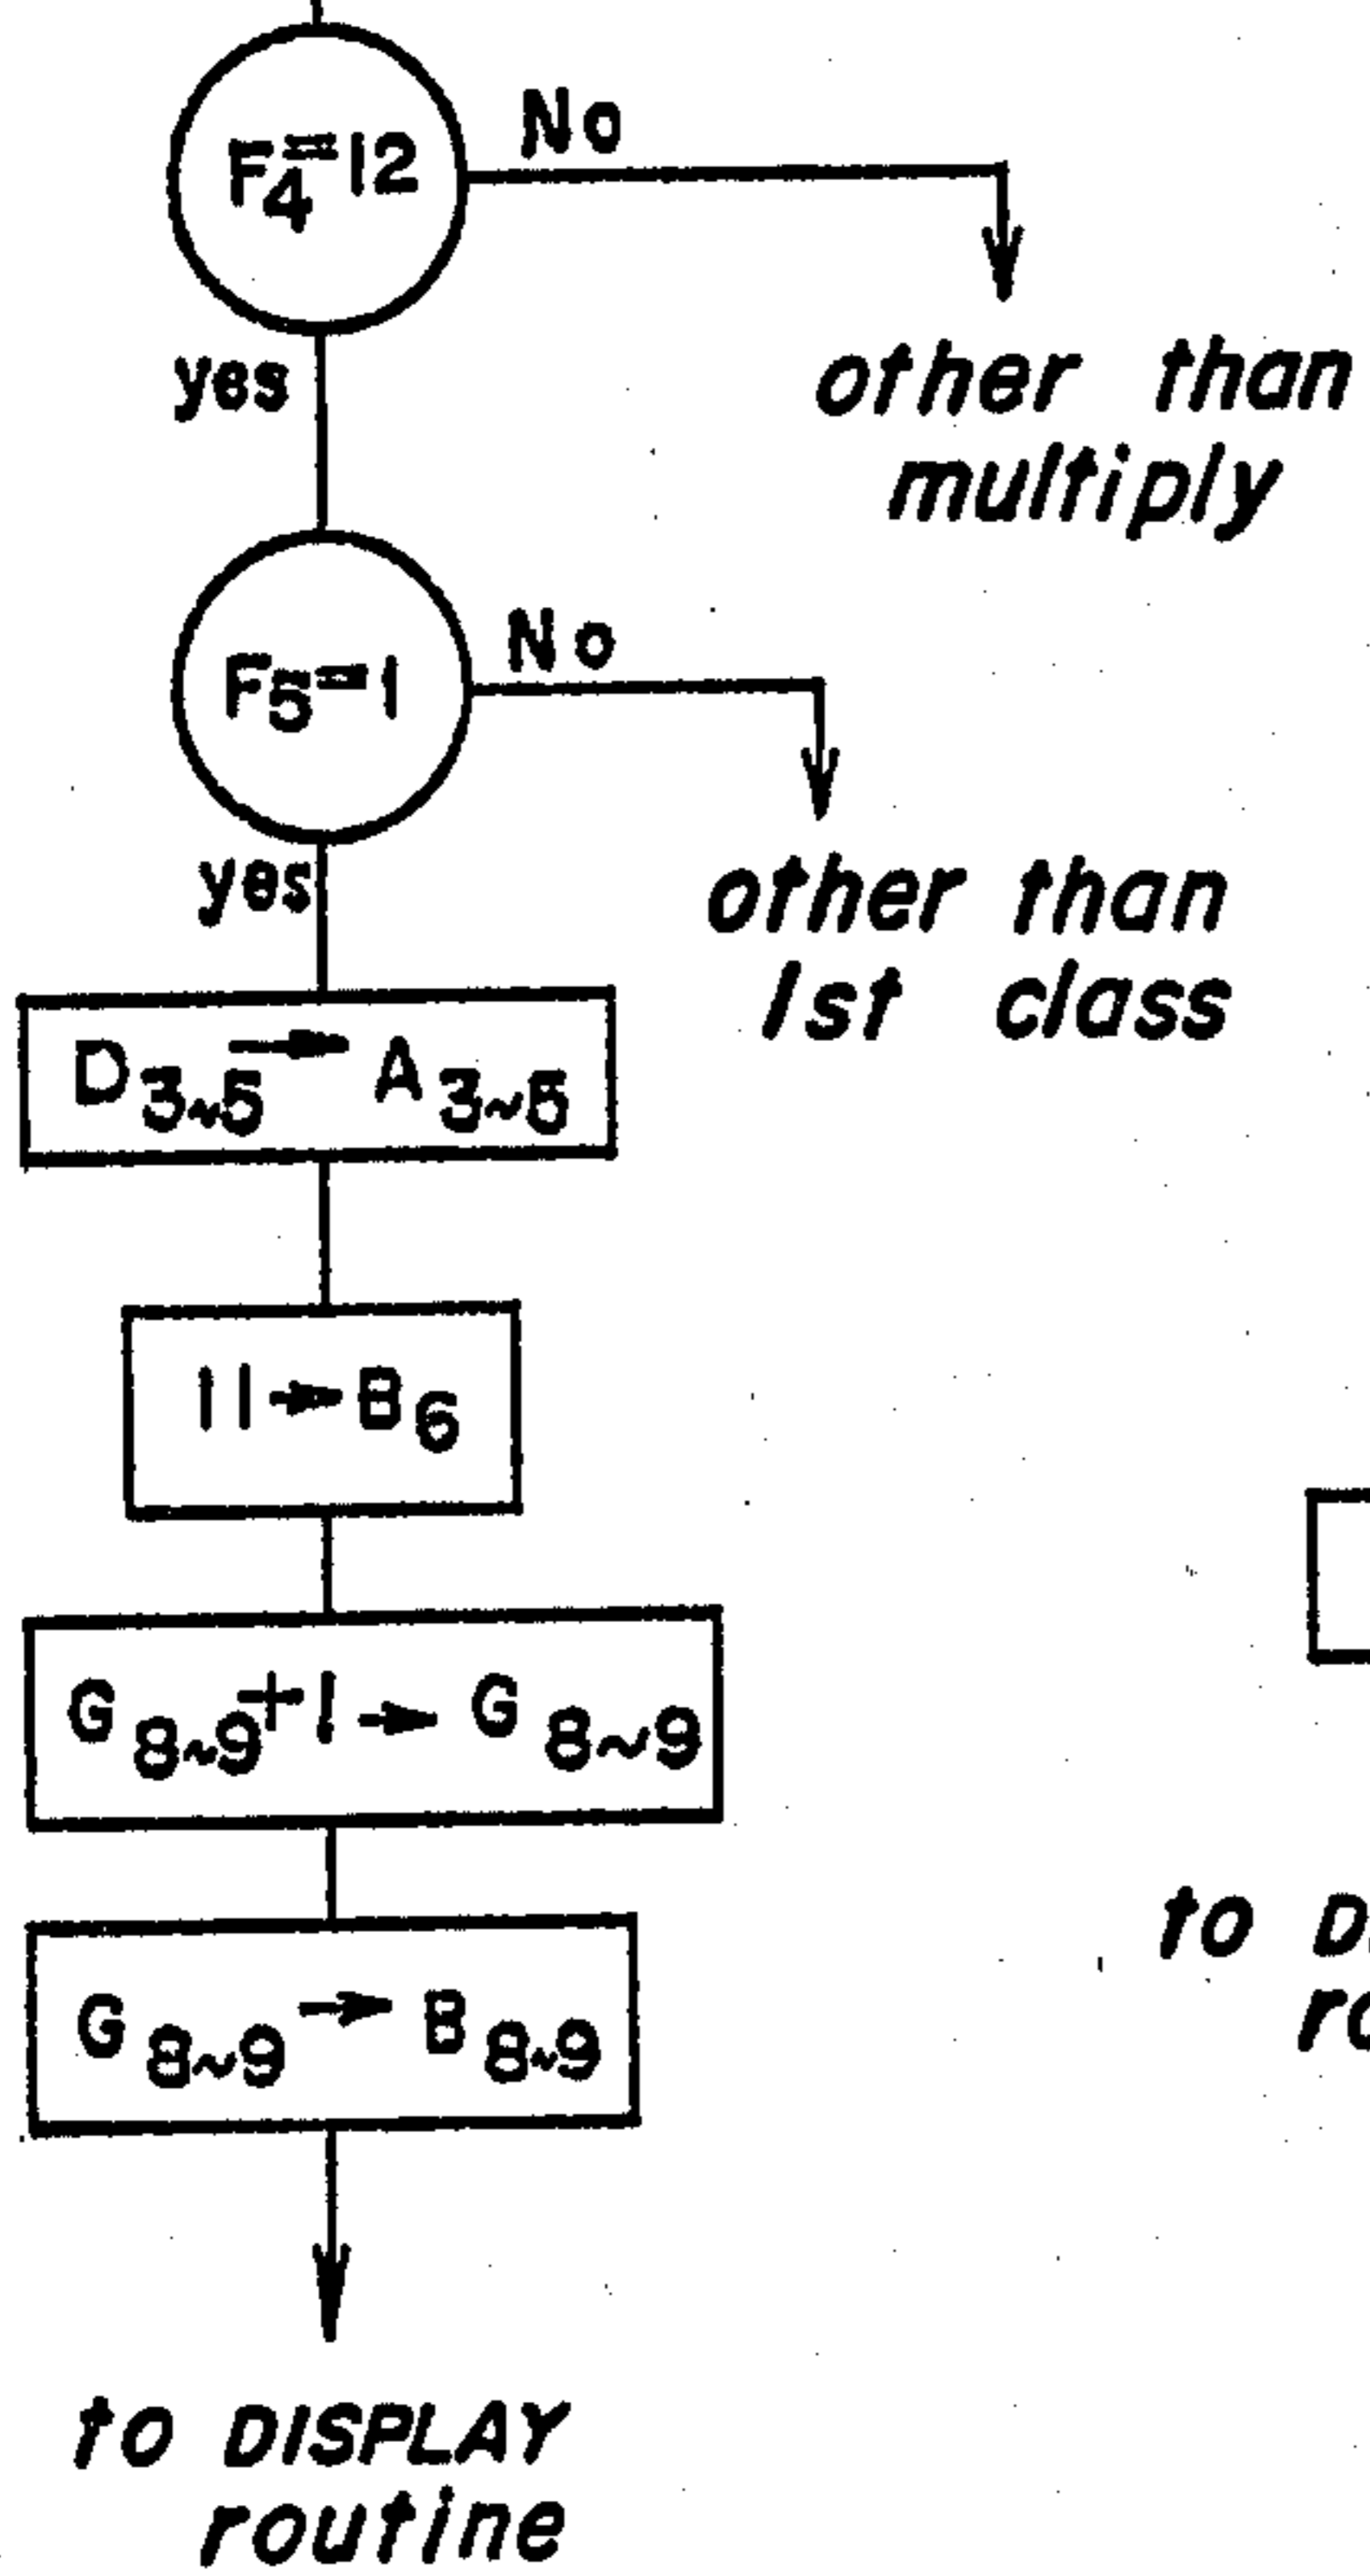 F₄=12
No
other than
multiply
yes
F₅=1
No
other than
1st class
yes
D₃~₅ → A₃~₅
11→B₆
G₈~₉+1 → G₈~₉
G₈~₉ → B₈~₉
to DISPLAY
routine
to